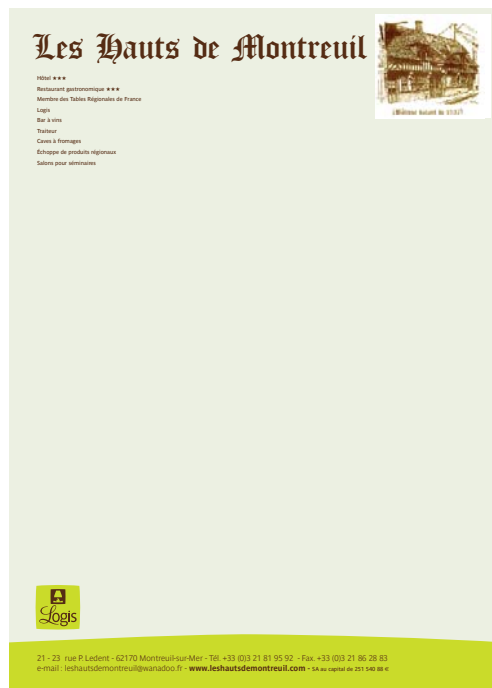 Les Hauts de Montreuil
Hôtel ★★★
Restaurant gastronomique ★★★
Membre des Tables Régionales de France
Logis
Bar à vins
Traiteur
Caves à fromages
Échoppe de produits régionaux
Salons pour séminaires
Logis
21 - 23 rue P. Ledent - 62170 Montreuil-sur-Mer - Tél. +33 (0)3 21 81 95 92 - Fax. +33 (0)3 21 86 28 83
e-mail : leshautsdemontreuil@wanadoo.fr - www.leshautsdemontreuil.com - SA au capital de 251 540 88 €